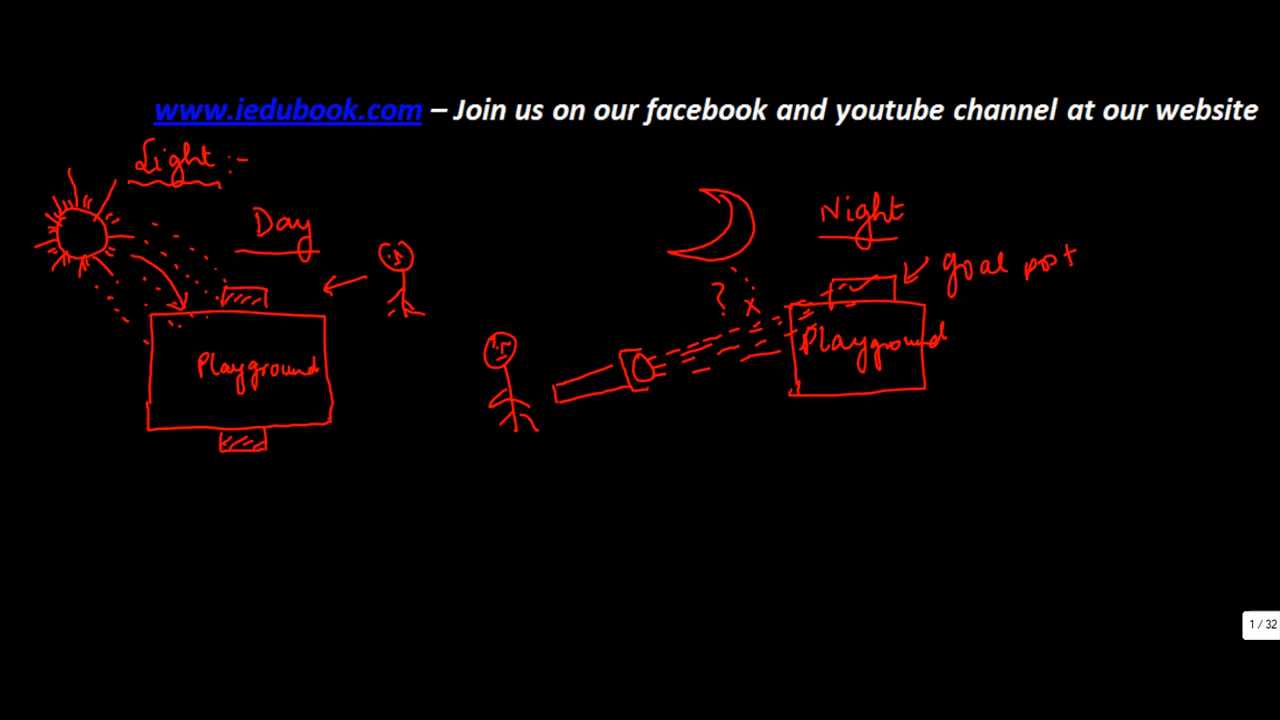 www.iedubook.com – Join us on our facebook and youtube channel at our website
Light :-
Day
Night
goal post
?
x
Playground
Playground
1 / 32